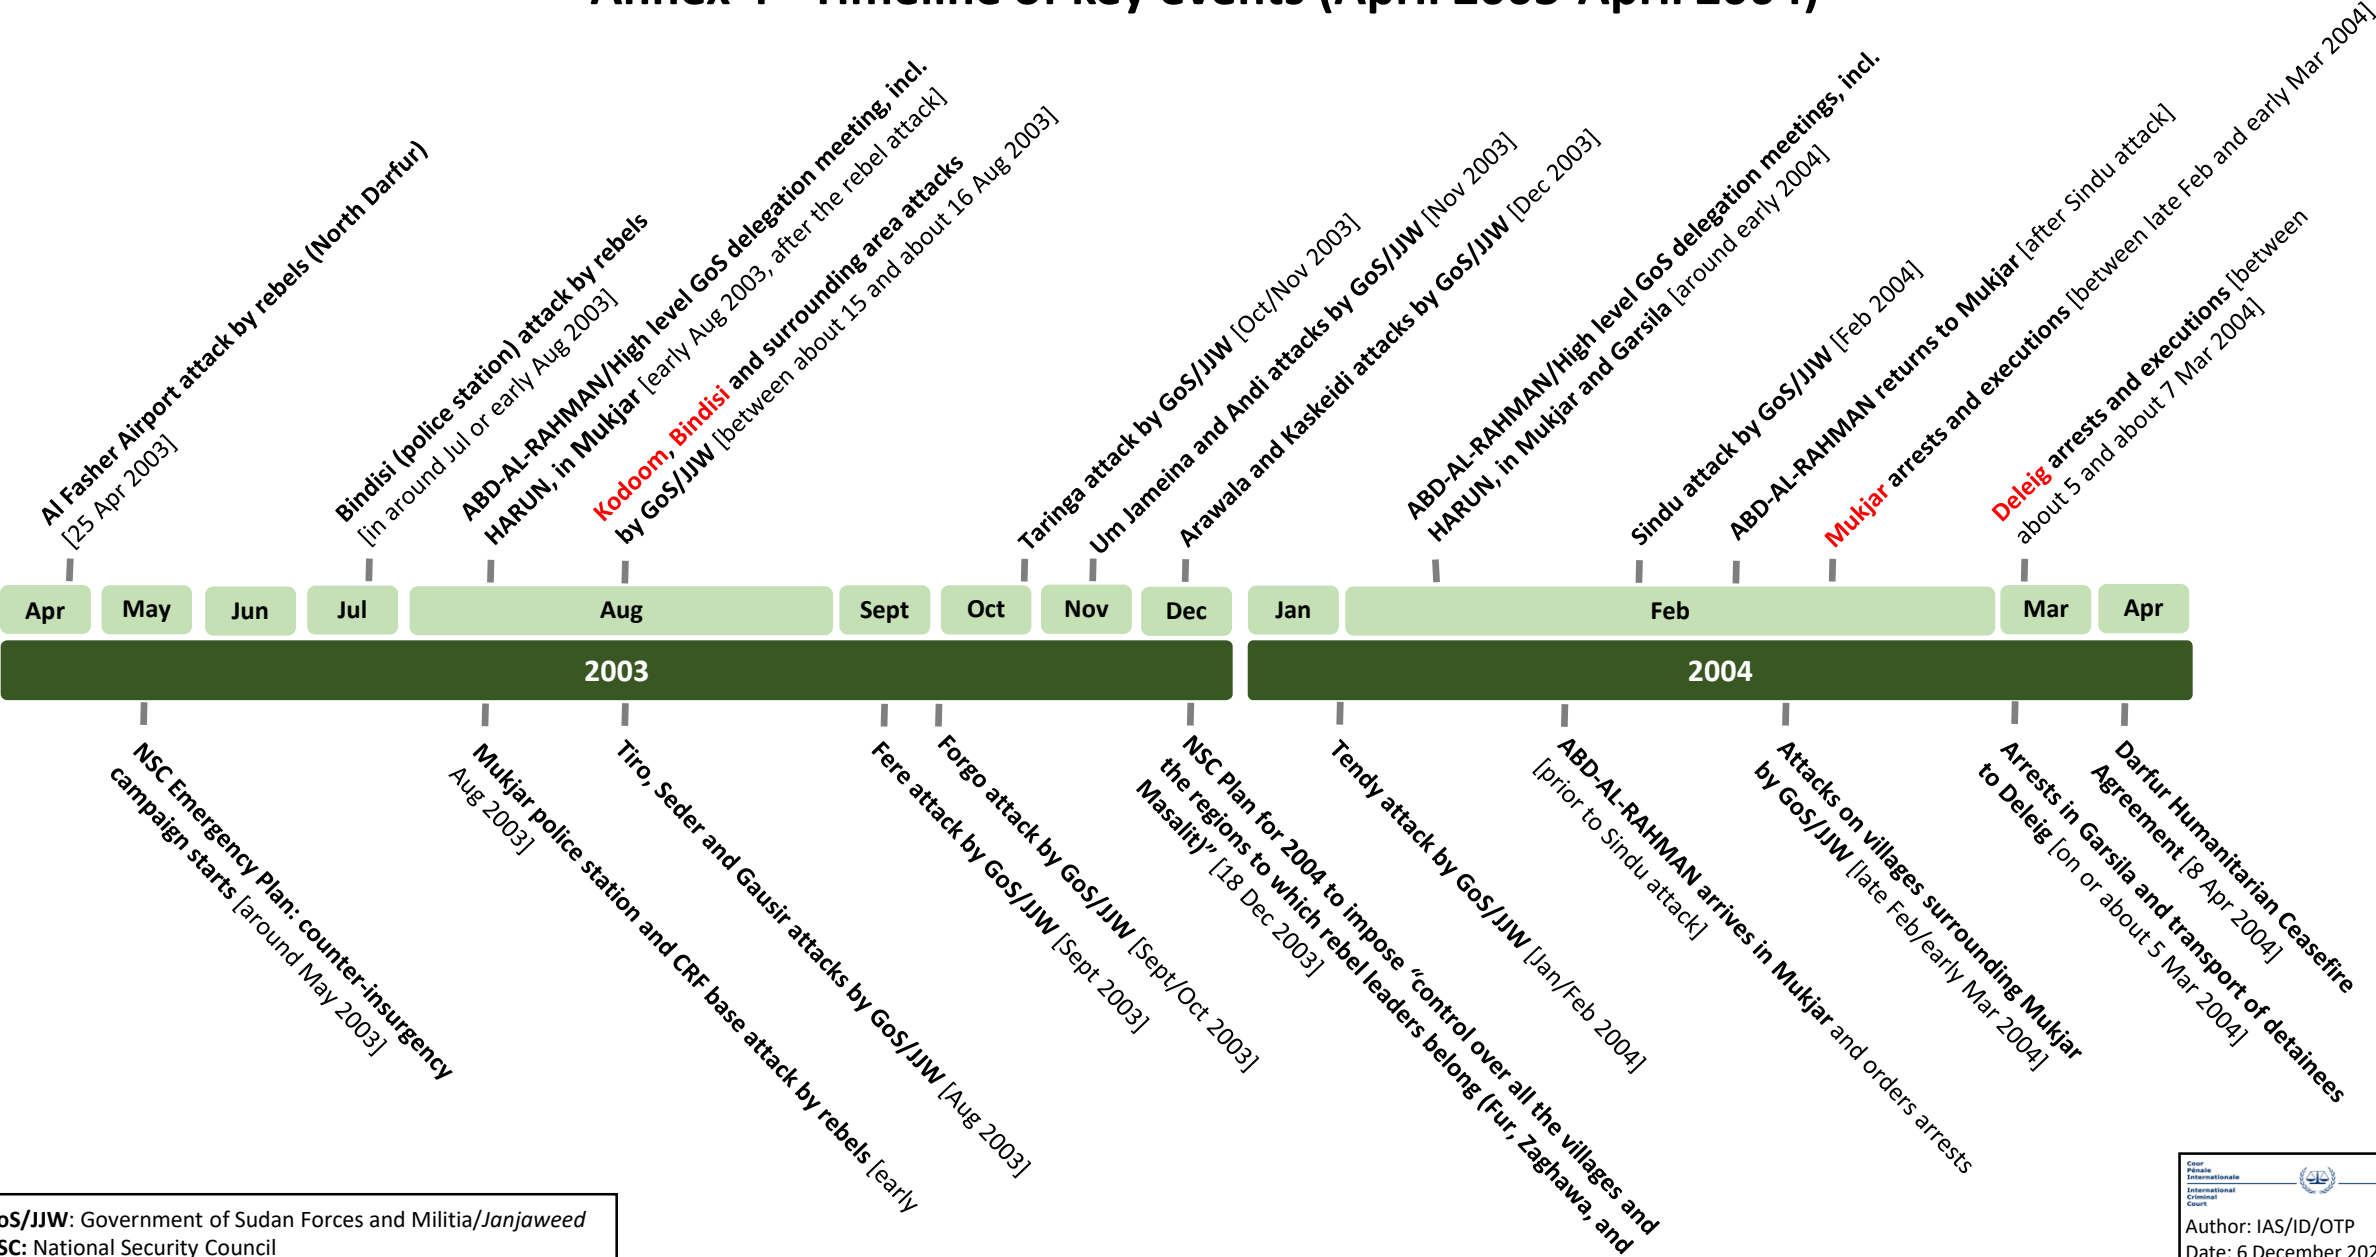 Annex 4 - Timeline of key events (April 2003-April 2004)
Al Fasher Airport attack by rebels (North Darfur)
[25 Apr 2003]
Bindisi (police station) attack by rebels
[in around Jul or early Aug 2003]
ABD-AL-RAHMAN/High level GoS delegation meeting, incl.
HARUN, in Mukjar [early Aug 2003, after the rebel attack]
Kodoom, Bindisi and surrounding area attacks
by GoS/JJW [between about 15 and about 16 Aug 2003]
Taringa attack by GoS/JJW [Oct/Nov 2003]
Um Jameina and Andi attacks by GoS/JJW [Nov 2003]
Arawala and Kaskeidi attacks by GoS/JJW [Dec 2003]
ABD-AL-RAHMAN/High level GoS delegation meetings, incl.
HARUN, in Mukjar and Garsila [around early 2004]
Sindu attack by GoS/JJW [Feb 2004]
ABD-AL-RAHMAN returns to Mukjar [after Sindu attack]
Mukjar arrests and executions [between late Feb and early Mar 2004]
Deleig arrests and executions [between
about 5 and about 7 Mar 2004]
Apr May Jun Jul Aug Sept Oct Nov Dec Jan Feb Mar Apr
2003 2004
NSC Emergency Plan: counter-insurgency
campaign starts [around May 2003]
Mukjar police station and CRF base attack by rebels [early
Aug 2003]
Tiro, Seder and Gausir attacks by GoS/JJW [Aug 2003]
Fere attack by GoS/JJW [Sept 2003]
Forgo attack by GoS/JJW [Sept/Oct 2003]
NSC Plan for 2004 to impose “control over all the villages and
the regions to which rebel leaders belong (Fur, Zaghawa, and
Masality” [18 Dec 2003]
Tendy attack by GoS/JJW [Jan/Feb 2004]
ABD-AL-RAHMAN arrives in Mukjar and orders arrests
[prior to Sindu attack]
Attacks on villages surrounding Mukjar
by GoS/JJW [late Feb/early Mar 2004]
Arrests in Garsila and transport of detainees
to Deleig [on or about 5 Mar 2004]
Darfur Humanitarian Ceasefire
Agreement [8 Apr 2004]
oS/JJW: Government of Sudan Forces and Militia/Janjaweed
SC: National Security Council
Cour
Pénale
Internationale
International
Criminal
Court
Author: IAS/ID/OTP
Date: 6 December 202